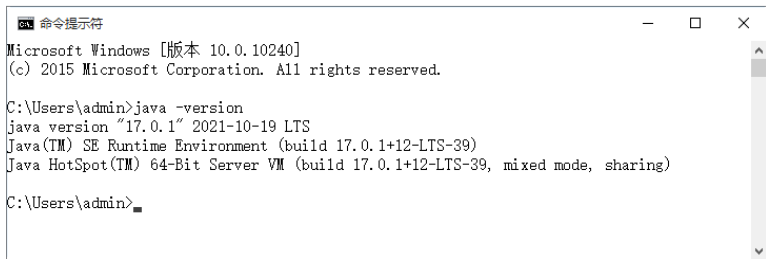 命令提示符
Microsoft Windows [版本 10.0.10240]
(c) 2015 Microsoft Corporation. All rights reserved.
C:\Users\admin>java -version
java version "17.0.1" 2021-10-19 LTS
Java(TM) SE Runtime Environment (build 17.0.1+12-LTS-39)
Java HotSpot(TM) 64-Bit Server VM (build 17.0.1+12-LTS-39, mixed mode, sharing)
C:\Users\admin>